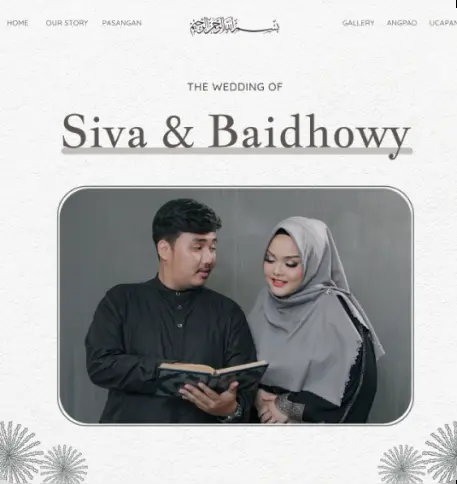 HOME OUR STORY PASANGAN
بِسْمِ اللَّهِ الرَّحْمَنِ الرَّحِيمِ
GALLERY ANGPAO UCAPAN
THE WEDDING OF
Siva & Baidhowy